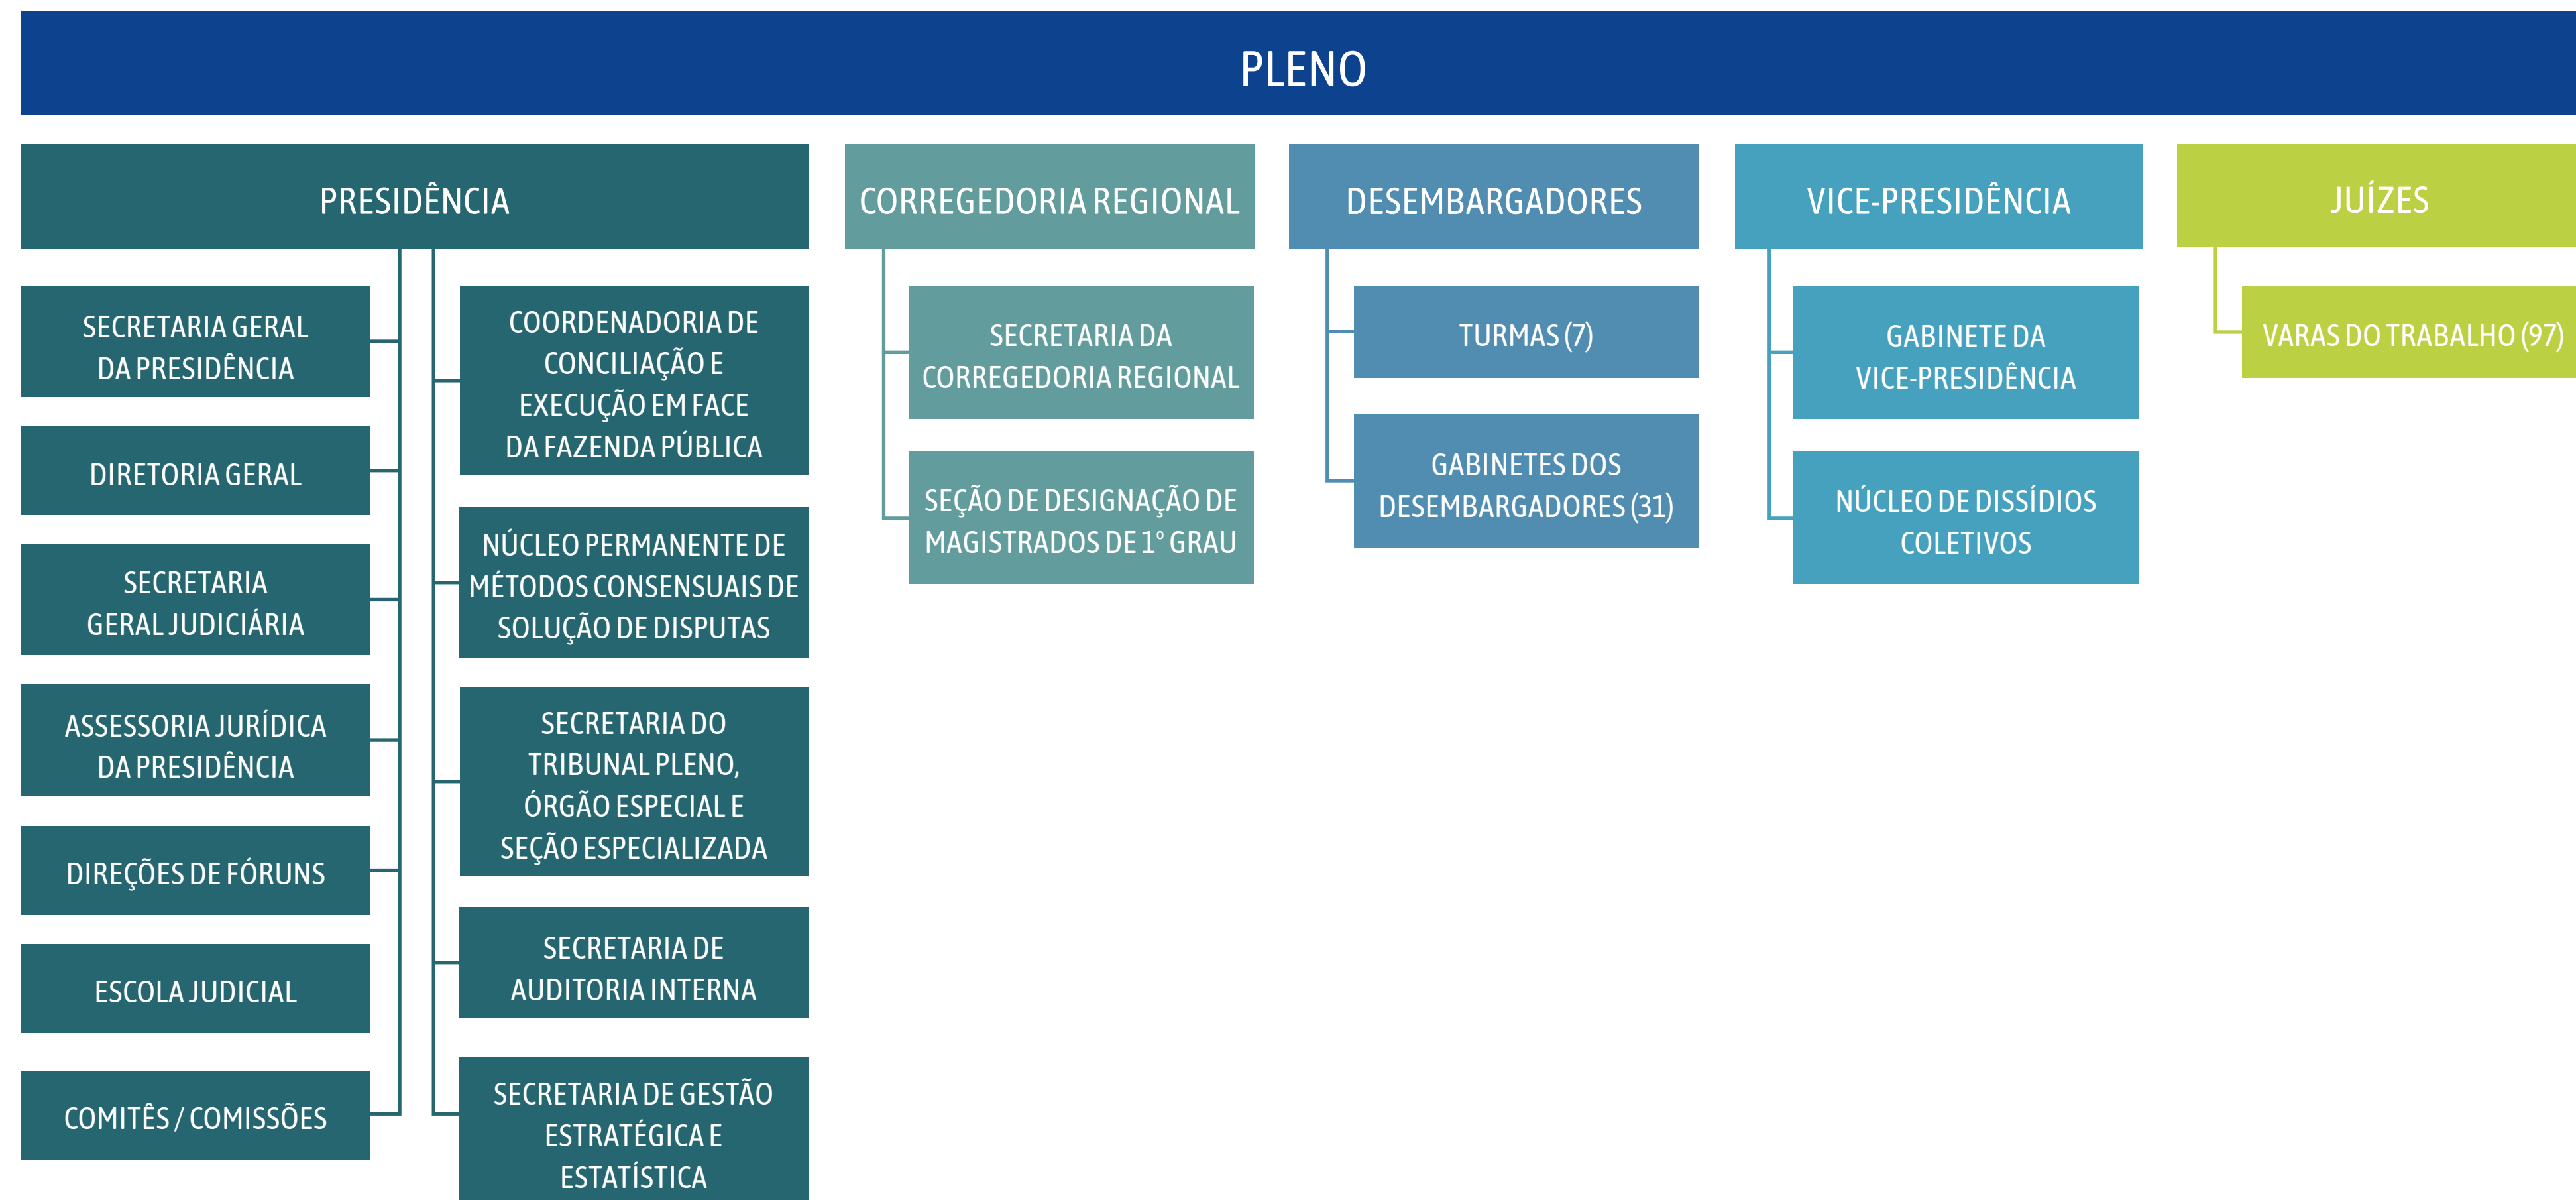 PLENO
PRESIDÊNCIA
SECRETARIA GERAL
DA PRESIDÊNCIA
DIRETORIA GERAL
SECRETARIA
GERAL JUDICIÁRIA
ASSESSORIA JURÍDICA
DA PRESIDÊNCIA
DIREÇÕES DE FÓRUNS
ESCOLA JUDICIAL
COMITÊS / COMISSÕES
COORDENADORIA DE
CONCILIAÇÃO E
EXECUÇÃO EM FACE
DA FAZENDA PÚBLICA
NÚCLEO PERMANENTE DE
MÉTODOS CONSENSUAIS DE
SOLUÇÃO DE DISPUTAS
SECRETARIA DO
TRIBUNAL PLENO,
ÓRGÃO ESPECIAL E
SEÇÃO ESPECIALIZADA
SECRETARIA DE
AUDITORIA INTERNA
SECRETARIA DE GESTÃO
ESTRATÉGICA E
ESTATÍSTICA
CORREGEDORIA REGIONAL
SECRETARIA DA
CORREGEDORIA REGIONAL
SEÇÃO DE DESIGNAÇÃO DE
MAGISTRADOS DE 1º GRAU
DESEMBARGADORES
TURMAS (7)
GABINETES DOS
DESEMBARGADORES (31)
VICE-PRESIDÊNCIA
GABINETE DA
VICE-PRESIDÊNCIA
NÚCLEO DE DISSÍDIOS
COLETIVOS
JUÍZES
VARAS DO TRABALHO (97)